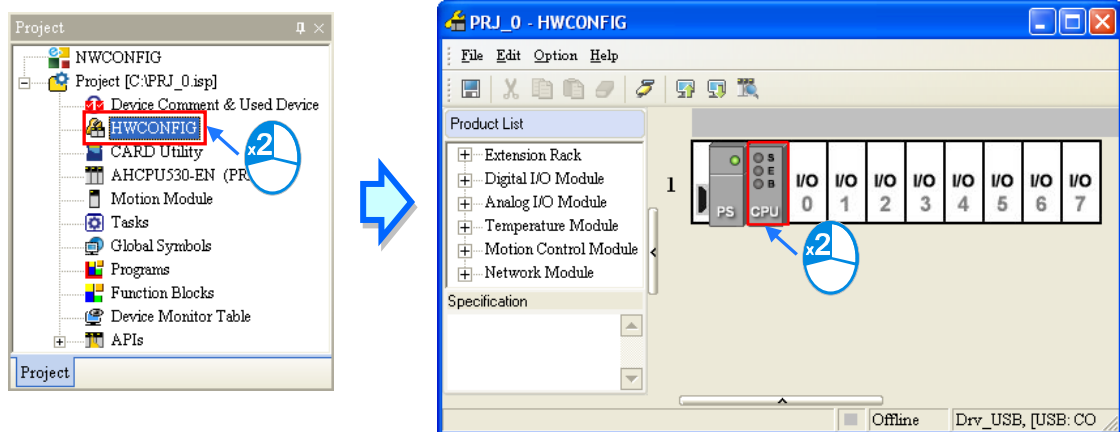 Project
NWCONFIG
Project [C:\PRJ_0.isp]
Device Comment & Used Device
HWCONFIG
CARD Utility
AHCPU530-EN (PR
Motion Module
Tasks
Global Symbols
Programs
Function Blocks
Device Monitor Table
APIs
Project
x2
PRJ_0 - HWCONFIG
File Edit Option Help
Product List
Extension Rack
Digital I/O Module
Analog I/O Module
Temperature Module
Motion Control Module
Network Module
Specification
1
PS
S
E
B
CPU
I/O 0
I/O 1
I/O 2
I/O 3
I/O 4
I/O 5
I/O 6
I/O 7
x2
Offline
Drv_USB, [USB: CO